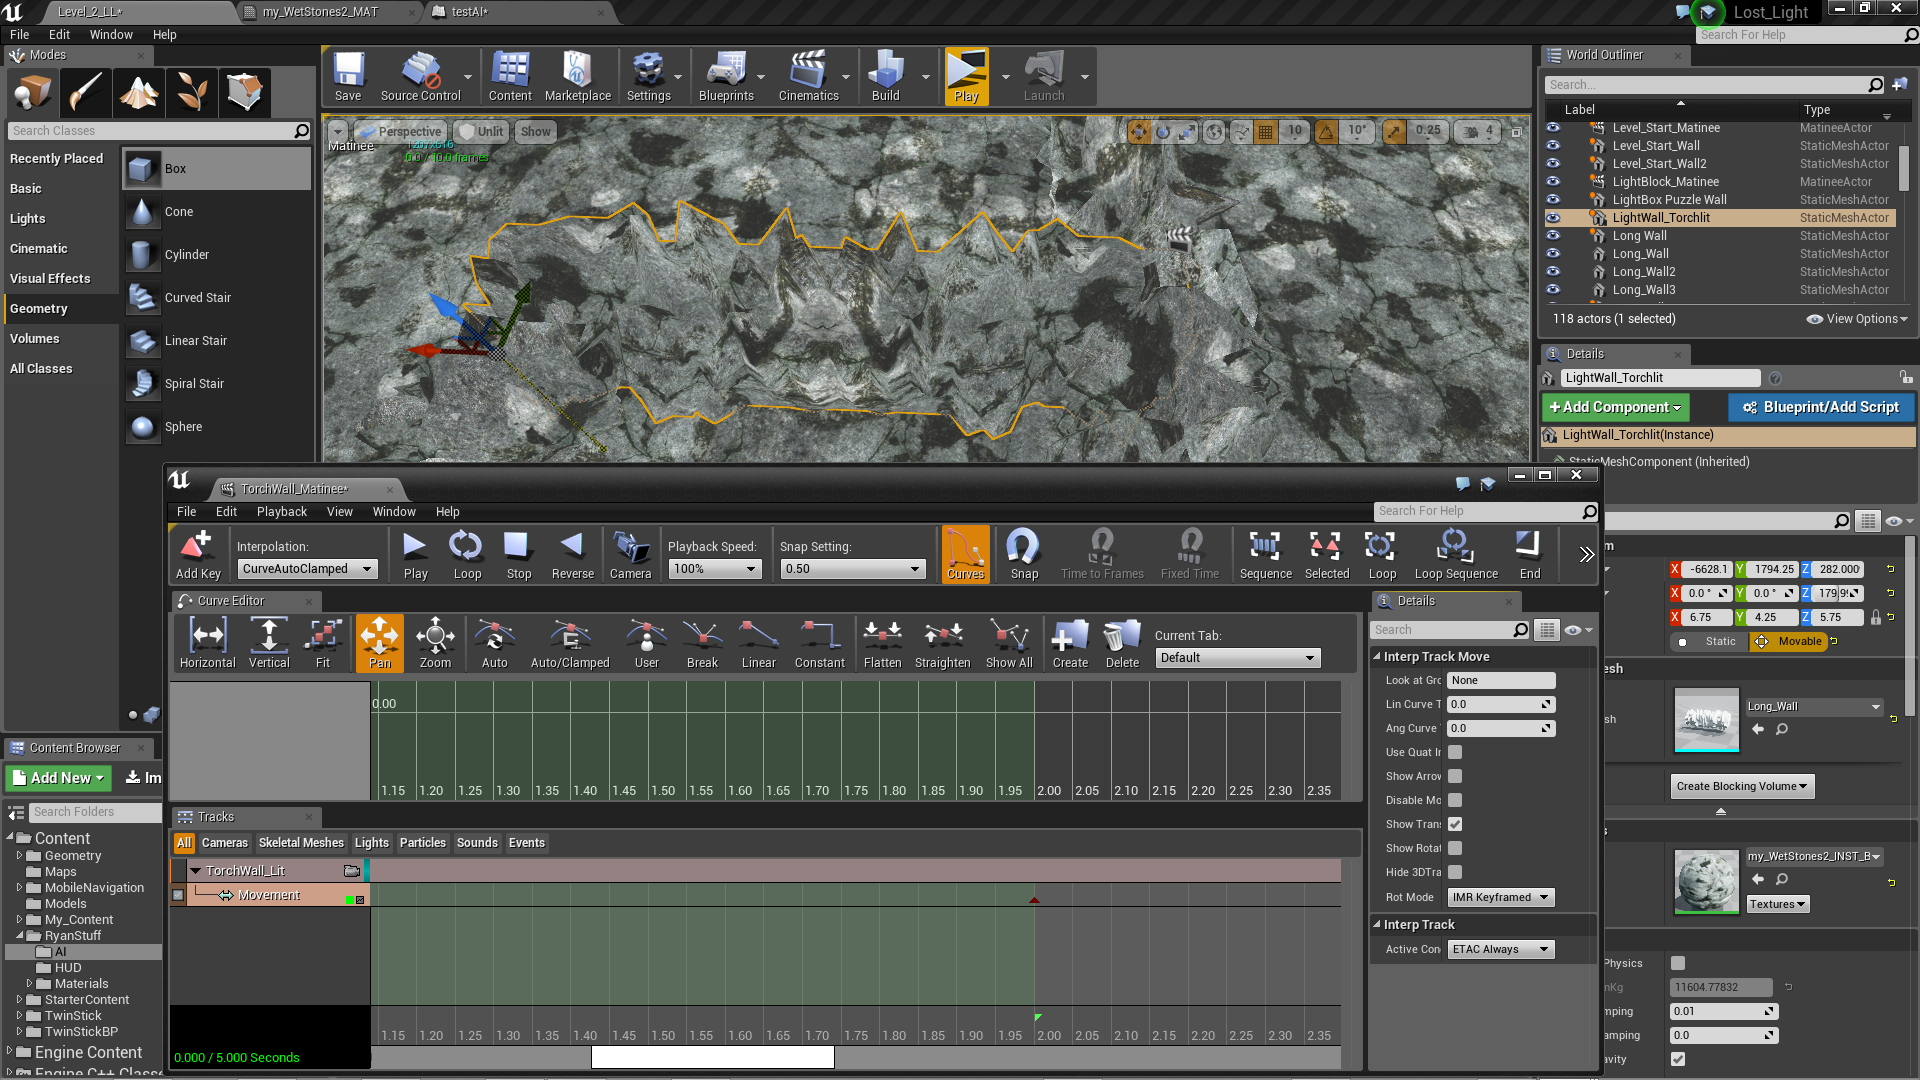 Level_2_LL*
my_WetStones2_MAT
testAI*
Lost_Light
File Edit Window Help
Search For Help
Modes
Search Classes
Recently Placed
Basic
Lights
Cinematic
Visual Effects
Geometry
Volumes
All Classes
Box
Cone
Cylinder
Curved Stair
Linear Stair
Spiral Stair
Sphere
Save
Source Control
Content
Marketplace
Settings
Blueprints
Cinematics
Build
Play
Launch
Perspective
Unlit
Show
10
10°
0.25
4
Matinee
World Outliner
Search...
Label
Type
Level_Start_Matinee MatineeActor
Level_Start_Wall StaticMeshActor
Level_Start_Wall2 StaticMeshActor
LightBlock_Matinee MatineeActor
LightBox Puzzle Wall StaticMeshActor
LightWall_Torchlit StaticMeshActor
Long Wall StaticMeshActor
Long_Wall StaticMeshActor
Long_Wall2 StaticMeshActor
Long_Wall3 StaticMeshActor
118 actors (1 selected)
View Options
Details
LightWall_Torchlit
+Add Component
Blueprint/Add Script
LightWall_Torchlit(Instance)
StaticMeshComponent (Inherited)
X -6628.1 Y 1794.25 Z 282.000
X 0.0 ° Y 0.0 ° Z
X 6.75 Y 4.25 Z 5.75
Static
Movable
Long_Wall
Create Blocking Volume
my_WetStones2_INST_B
Textures
Physics
11604.77832
0.01
0.0
TorchWall_Matinee*
File Edit Playback View Window Help
Search For Help
Add Key
Interpolation:
CurveAutoClamped
Play
Loop
Stop
Reverse
Camera
Playback Speed:
100%
Snap Setting:
0.50
Curves
Snap
Time to Frames
Fixed Time
Sequence
Selected
Loop
Loop Sequence
End
Curve Editor
Horizontal
Vertical
Fit
Pan
Zoom
Auto
Auto/Clamped
User
Break
Linear
Constant
Flatten
Straighten
Show All
Create
Delete
Current Tab:
Default
0.00
1.15 1.20 1.25 1.30 1.35 1.40 1.45 1.50 1.55 1.60 1.65 1.70 1.75 1.80 1.85 1.90 1.95 2.00 2.05 2.10 2.15 2.20 2.25 2.30 2.35
Tracks
All Cameras Skeletal Meshes Lights Particles Sounds Events
TorchWall_Lit
Movement
1.15 1.20 1.25 1.30 1.35 1.40 1.45 1.50 1.55 1.60 1.65 1.70 1.75 1.80 1.85 1.90 1.95 2.00 2.05 2.10 2.15 2.20 2.25 2.30 2.35
0.000 / 5.000 Seconds
Details
Search
Interp Track Move
Look at Gro None
Lin Curve T 0.0
Ang Curve 0.0
Use Quat In
Show Arrow
Disable Mo
Show Trans
Show Rotat
Hide 3DTra
Rot Mode IMR Keyframed
Interp Track
Active Con ETAC Always
Content Browser
Add New
Im
Search Folders
Content
Geometry
Maps
MobileNavigation
Models
My_Content
RyanStuff
AI
HUD
Materials
StarterContent
TwinStick
TwinStickBP
Engine Content
Engine C++ Classe